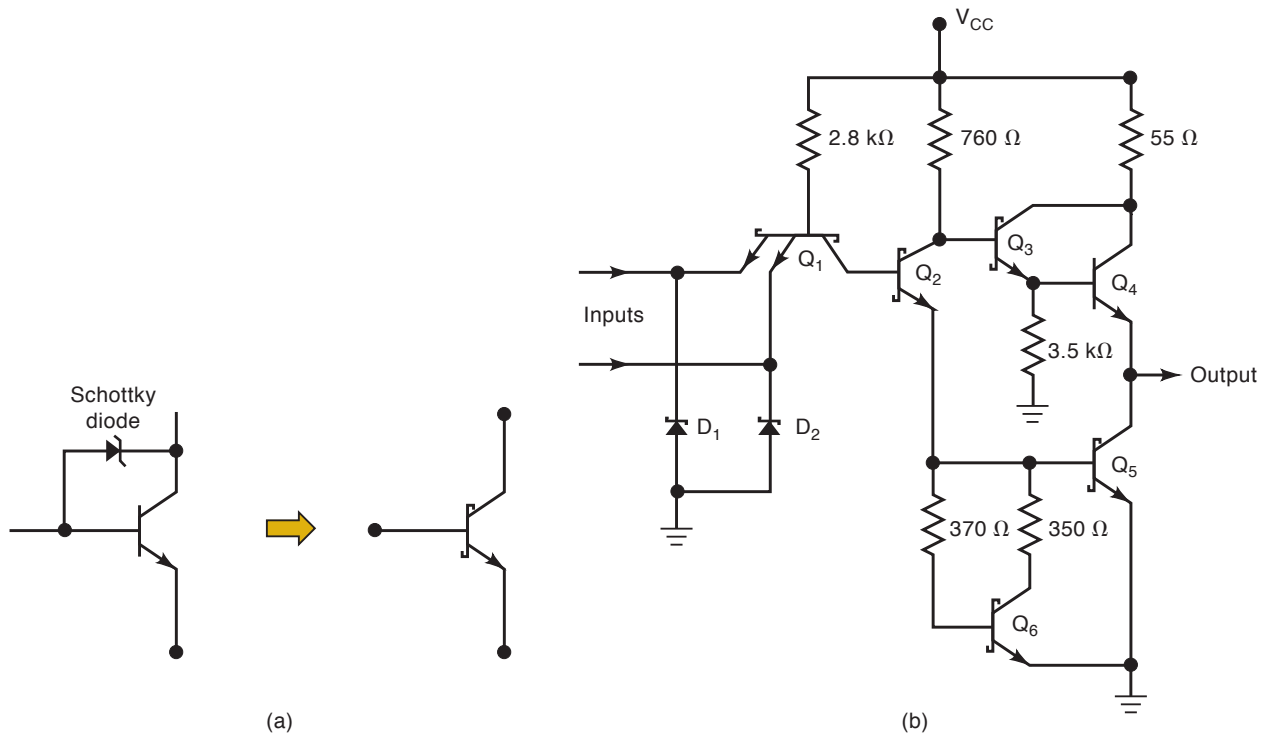 Schottky
diode
(a)
V_CC
2.8 kΩ
760 Ω
55 Ω
Q_1
Q_2
Q_3
Q_4
Inputs
3.5 kΩ
Output
D_1
D_2
Q_5
370 Ω
350 Ω
Q_6
(b)